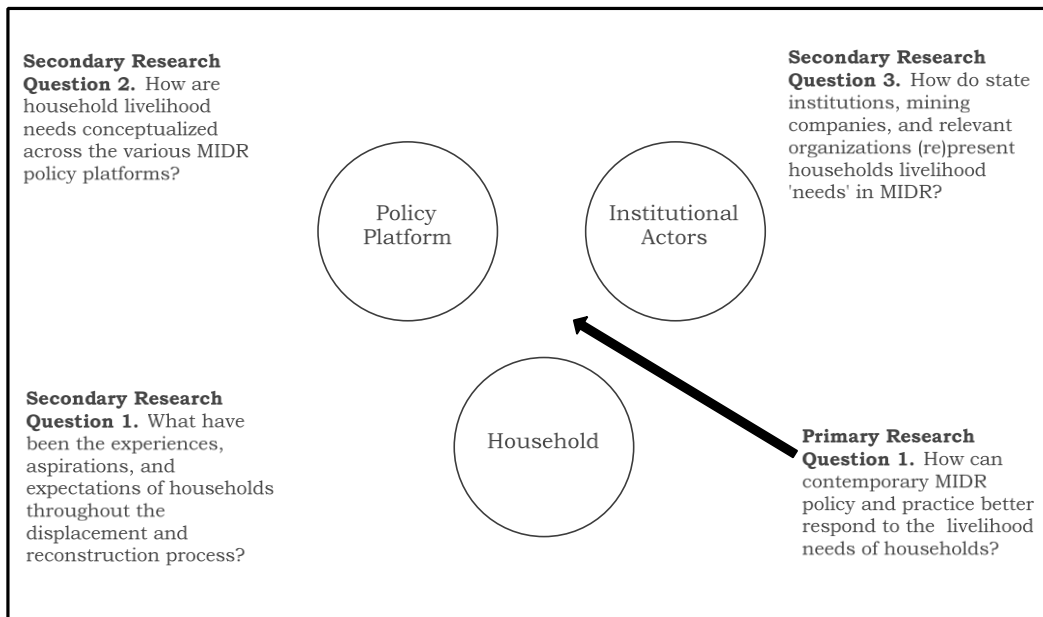 Secondary Research
Question 2. How are
household livelihood
needs conceptualized
across the various MIDR
policy platforms?
Secondary Research
Question 3. How do state
institutions, mining
companies, and relevant
organizations (re)present
households livelihood
'needs' in MIDR?
Policy
Platform
Institutional
Actors
Secondary Research
Question 1. What have
been the experiences,
aspirations, and
expectations of households
throughout the
displacement and
reconstruction process?
Household
Primary Research
Question 1. How can
contemporary MIDR
policy and practice better
respond to the livelihood
needs of households?